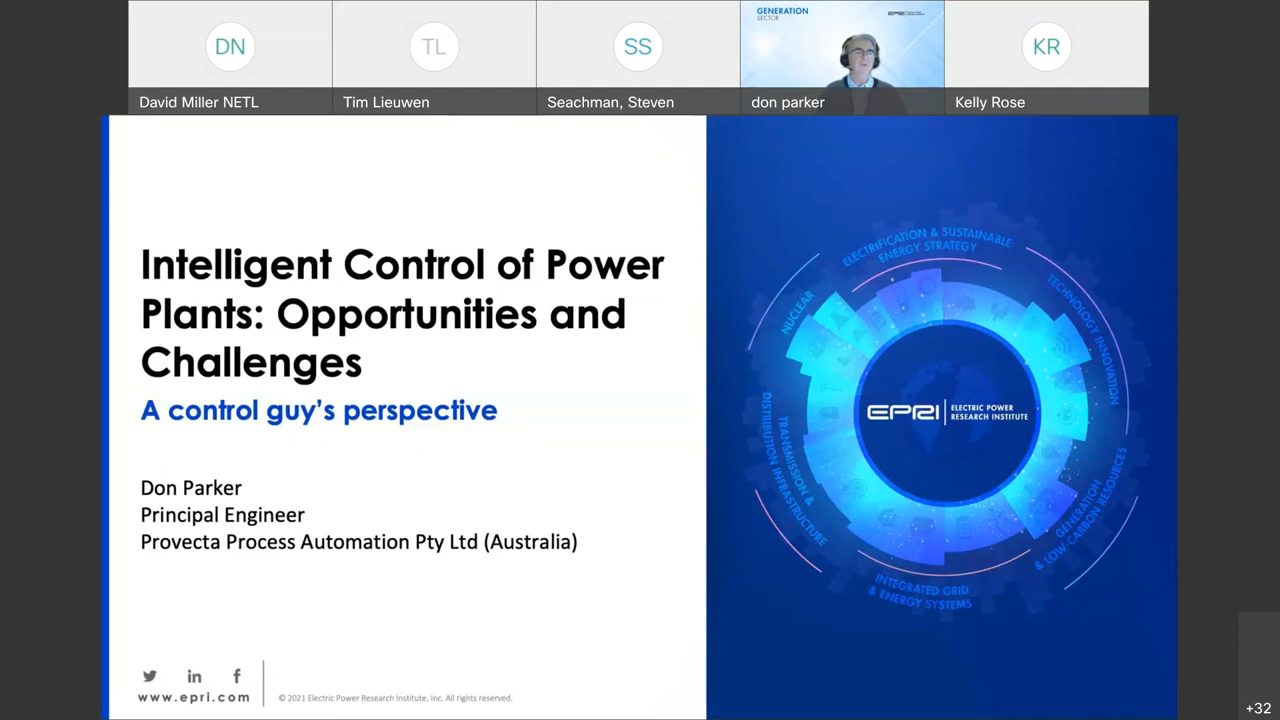 GENERATION
SECTOR
DN
TL
SS
KR
David Miller NETL
Tim Lieuwen
Seachman, Steven
don parker
Kelly Rose
Intelligent Control of Power
Plants: Opportunities and
Challenges
A control guy's perspective
Don Parker
Principal Engineer
Provecta Process Automation Pty Ltd (Australia)
www.epri.com
© 2021 Electric Power Research Institute, Inc. All rights reserved.
ELECTRIFICATION & SUSTAINABLE
ENERGY STRATEGY
TECHNOLOGY INNOVATION
NUCLEAR
EPRI
ELECTRIC POWER
RESEARCH INSTITUTE
TRANSMISSION &
DISTRIBUTION INFRASTRUCTURE
GENERATION
& LOW-CARBON RESOURCES
INTEGRATED GRID
& ENERGY SYSTEMS
+32